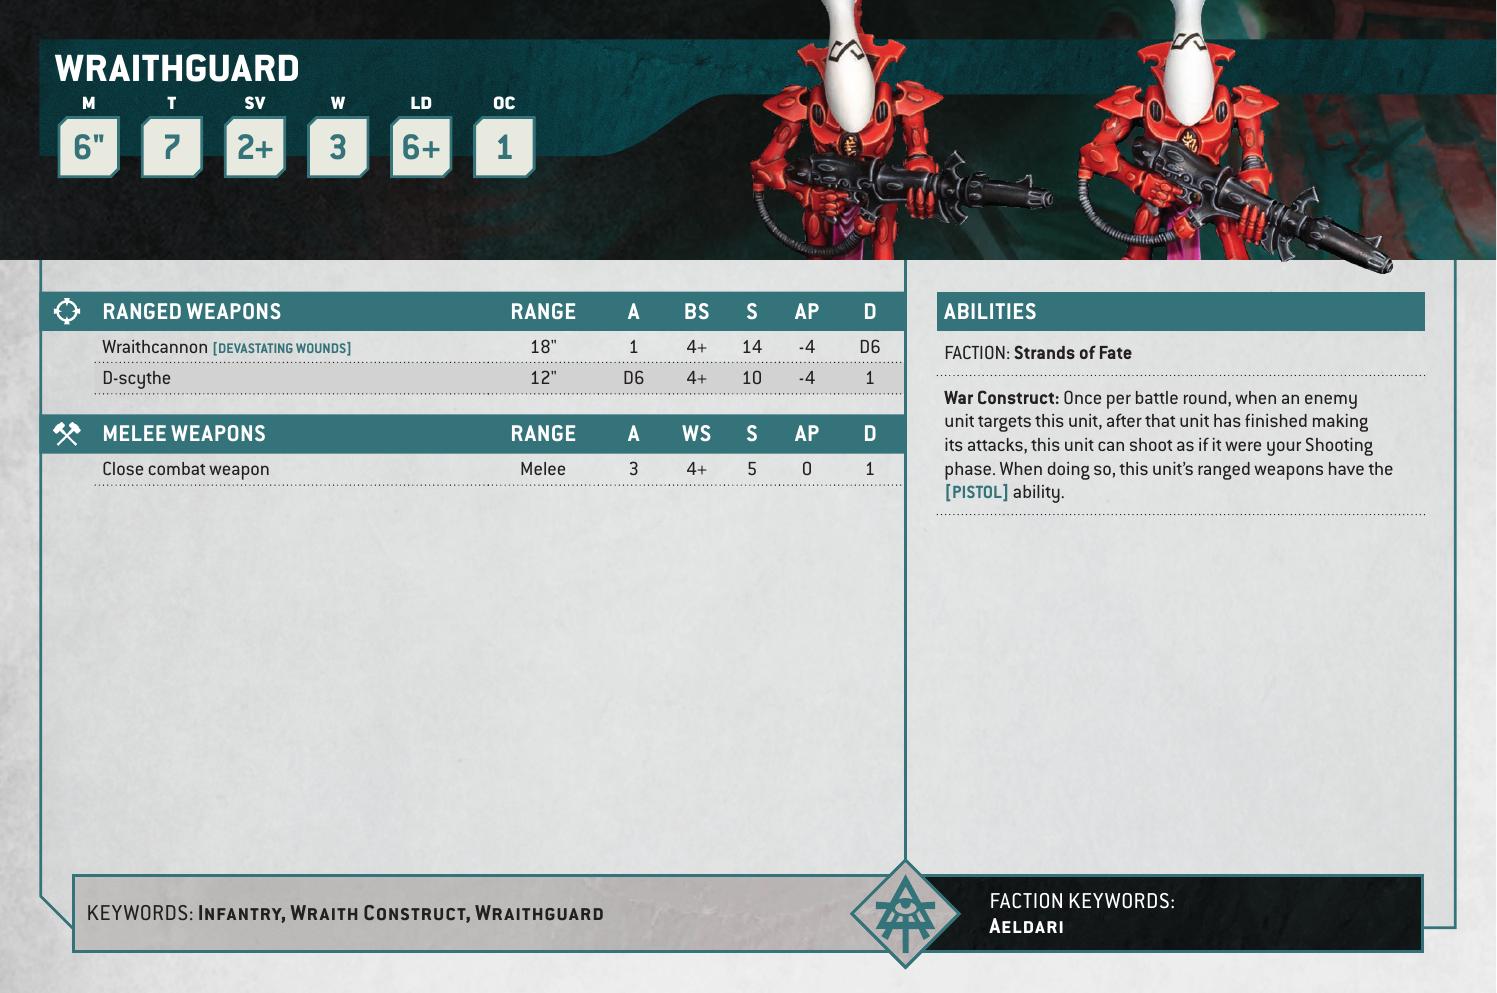 WRAITHGUARD
M T SV W LD OC
6" 7 2+ 3 6+ 1
RANGED WEAPONS RANGE A BS S AP D
Wraithcannon [DEVASTATING WOUNDS] 18" 1 4+ 14 -4 D6
D-scythe 12" D6 4+ 10 -4 1
MELEE WEAPONS RANGE A WS S AP D
Close combat weapon Melee 3 4+ 5 0 1
ABILITIES
FACTION: Strands of Fate
War Construct: Once per battle round, when an enemy
unit targets this unit, after that unit has finished making
its attacks, this unit can shoot as if it were your Shooting
phase. When doing so, this unit's ranged weapons have the
[PISTOL] ability.
KEYWORDS: INFANTRY, WRAITH CONSTRUCT, WRAITHGUARD
FACTION KEYWORDS:
AELDARI